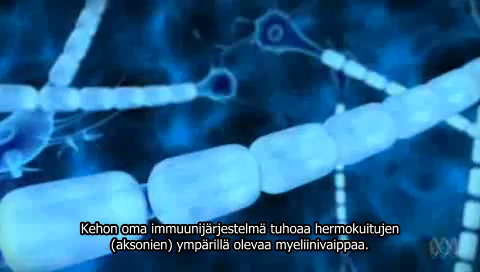 Kehon oma immuunijärjestelmä tuhoaa hermokuitujen
(aksonien) ympärillä olevaa myeliinivaippaa.